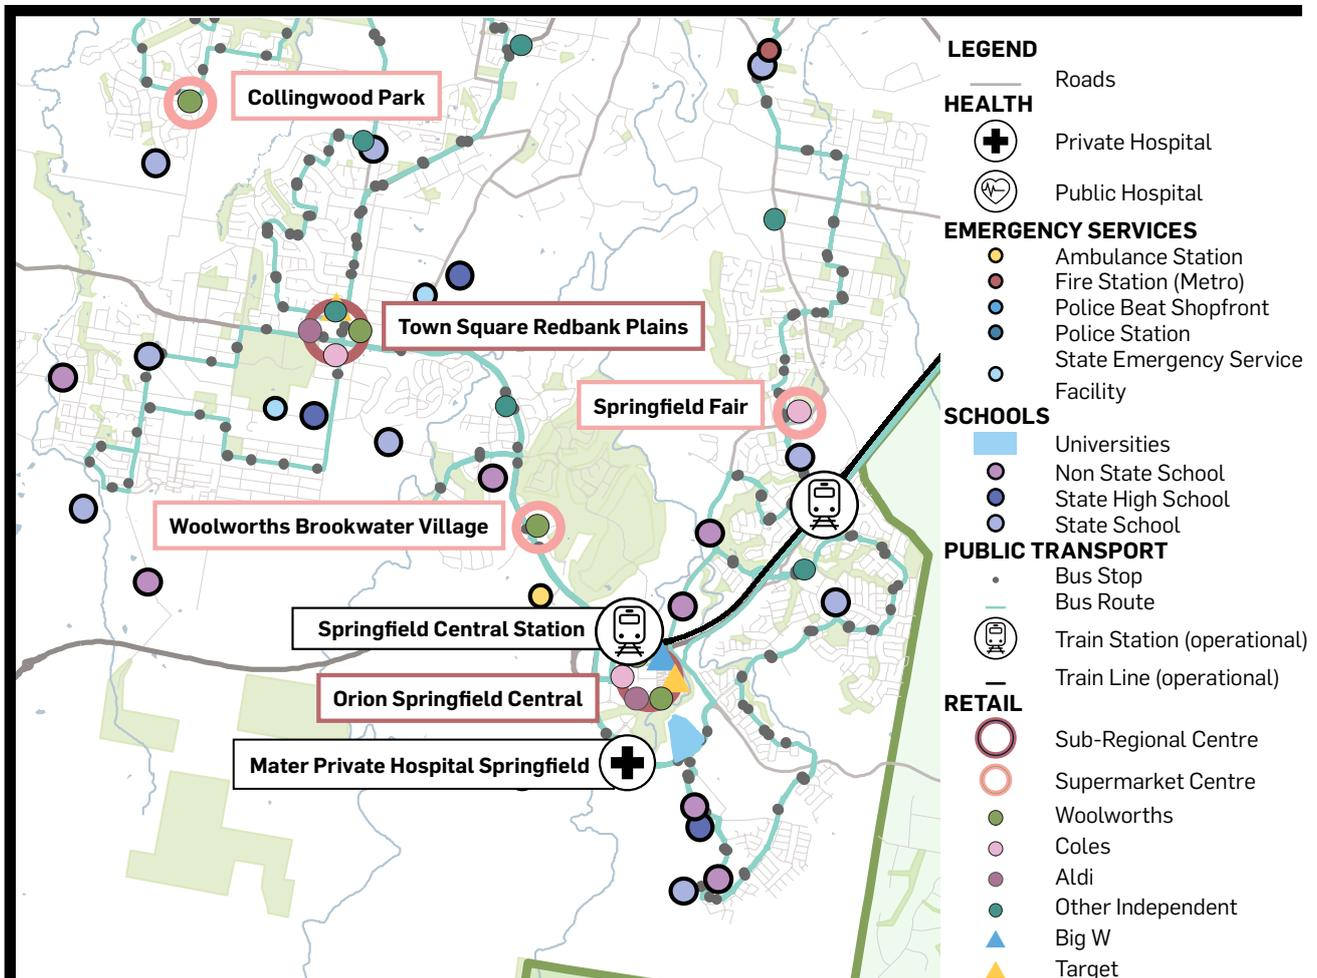 Collingwood Park
Town Square Redbank Plains
Springfield Fair
Woolworths Brookwater Village
Springfield Central Station
Orion Springfield Central
Mater Private Hospital Springfield
LEGEND
Roads
HEALTH
Private Hospital
Public Hospital
EMERGENCY SERVICES
Ambulance Station
Fire Station (Metro)
Police Beat Shopfront
Police Station
State Emergency Service
Facility
SCHOOLS
Universities
Non State School
State High School
State School
PUBLIC TRANSPORT
Bus Stop
Bus Route
Train Station (operational)
Train Line (operational)
RETAIL
Sub-Regional Centre
Supermarket Centre
Woolworths
Coles
Aldi
Other Independent
Big W
Target